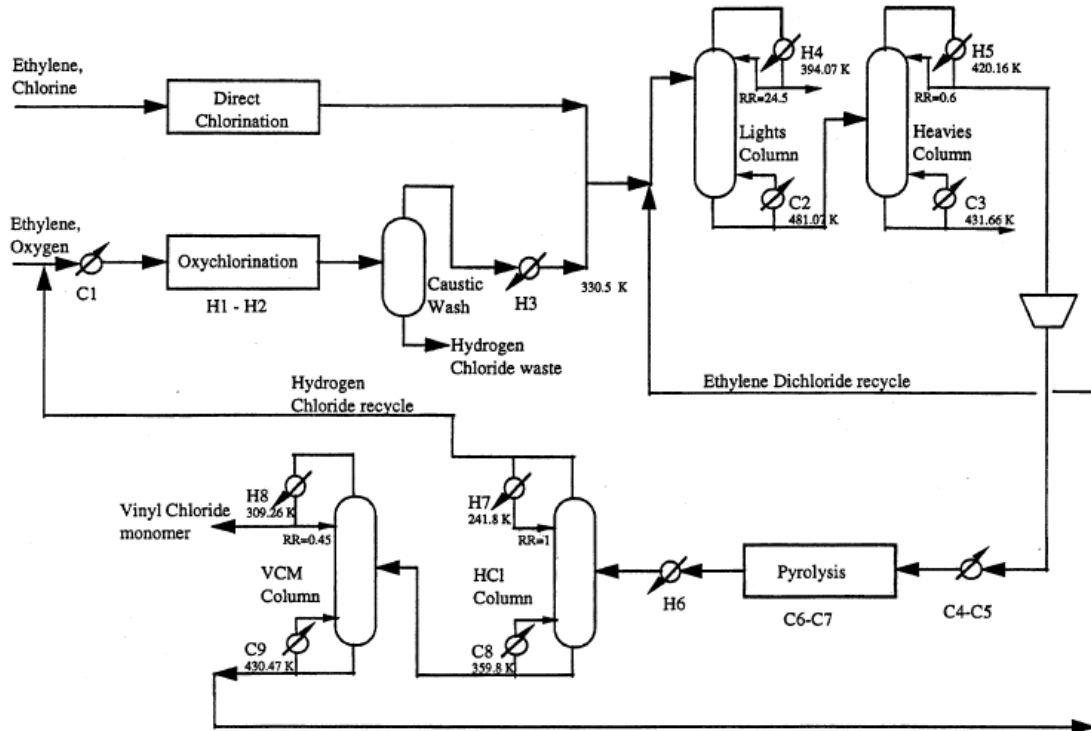 Ethylene,
Chlorine
Direct
Chlorination
H4
394.07 K
RR=24.5
Lights
Column
C2
481.07 K
H5
420.16 K
RR=0.6
Heavies
Column
C3
431.66 K
Ethylene,
Oxygen
C1
Oxychlorination
H1 - H2
Caustic
Wash
H3
330.5 K
Hydrogen
Chloride waste
Hydrogen
Chloride recycle
Ethylene Dichloride recycle
H8
309.26 K
Vinyl Chloride
monomer
RR=0.45
VCM
Column
C9
430.47 K
H7
241.8 K
RR=1
HCl
Column
C8
359.8 K
H6
Pyrolysis
C6-C7
C4-C5